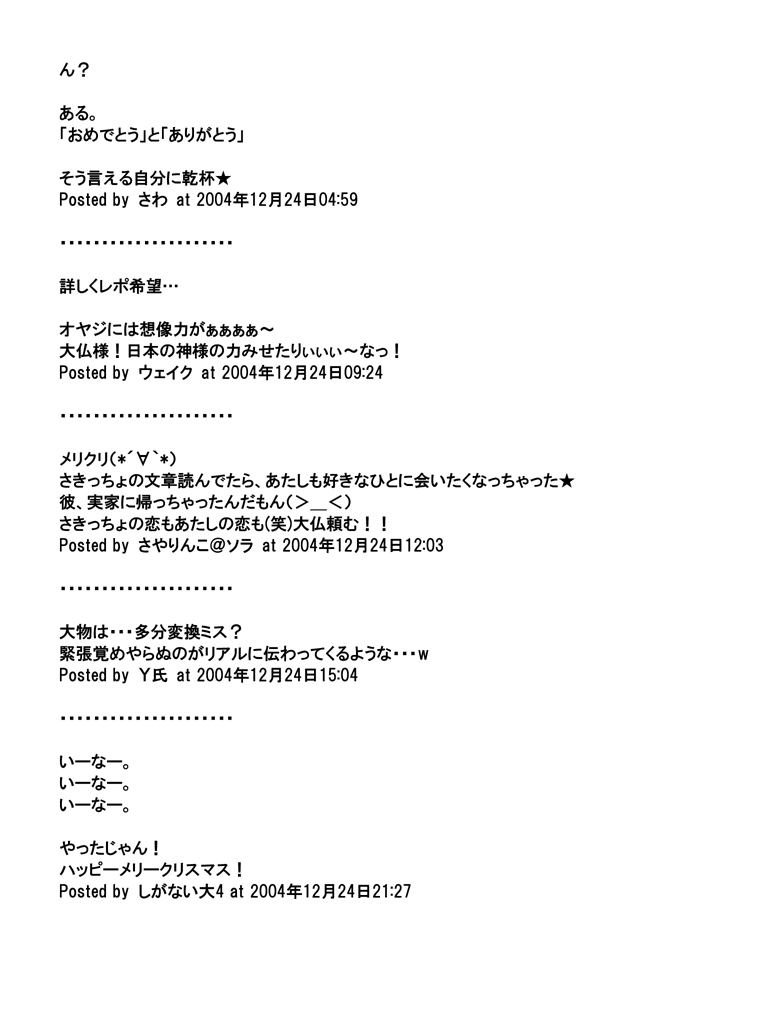 ん？
ある。
「おめでとう」と「ありがとう」
そう言える自分に乾杯★
Posted by さわ at 2004年12月24日04:59
・・・・・・・・・・・・・・・・・・・・・
詳しくレポ希望…
オヤジには想像力がぁぁぁぁ～
大仏様！日本の神様の力みせたりぃぃぃ～なっ！
Posted by ウェイク at 2004年12月24日09:24
・・・・・・・・・・・・・・・・・・・・・
メリクリ（*´∀`*）
さきっちょの文章読んでたら、あたしも好きなひとに会いたくなっちゃった★
彼、実家に帰っちゃったんだもん（＞＿＜）
さきっちょの恋もあたしの恋も(笑)大仏頼む！！
Posted by さやりんこ＠ソラ at 2004年12月24日12:03
・・・・・・・・・・・・・・・・・・・・・
大物は・・・多分変換ミス？
緊張覚めやらぬのがリアルに伝わってくるような・・・w
Posted by Ｙ氏 at 2004年12月24日15:04
・・・・・・・・・・・・・・・・・・・・・
いーなー。
いーなー。
いーなー。
やったじゃん！
ハッピーメリークリスマス！
Posted by しがない大4 at 2004年12月24日21:27